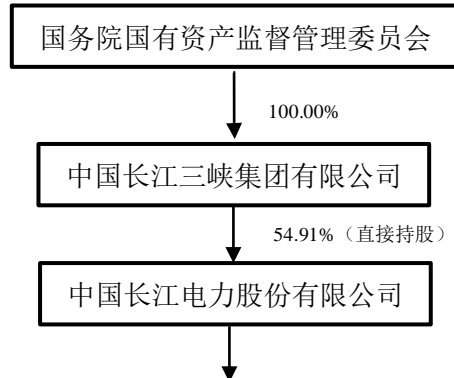 国务院国有资产监督管理委员会
100.00%
中国长江三峡集团有限公司
54.91%（直接持股）
中国长江电力股份有限公司